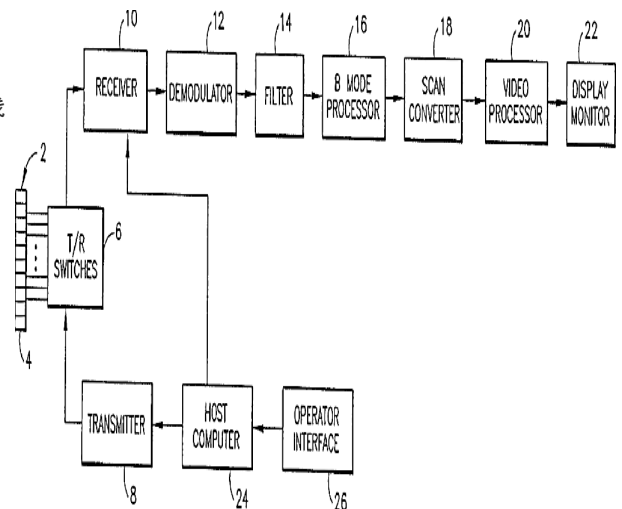 10
12
14
16
18
20
22
RECEIVER
DEMODULATOR
FILTER
B MODE
PROCESSOR
SCAN
CONVERTER
VIDEO
PROCESSOR
DISPLAY
MONITOR
2
T/R
SWITCHES
6
4
TRANSMITTER
HOST
COMPUTER
OPERATOR
INTERFACE
8
24
26